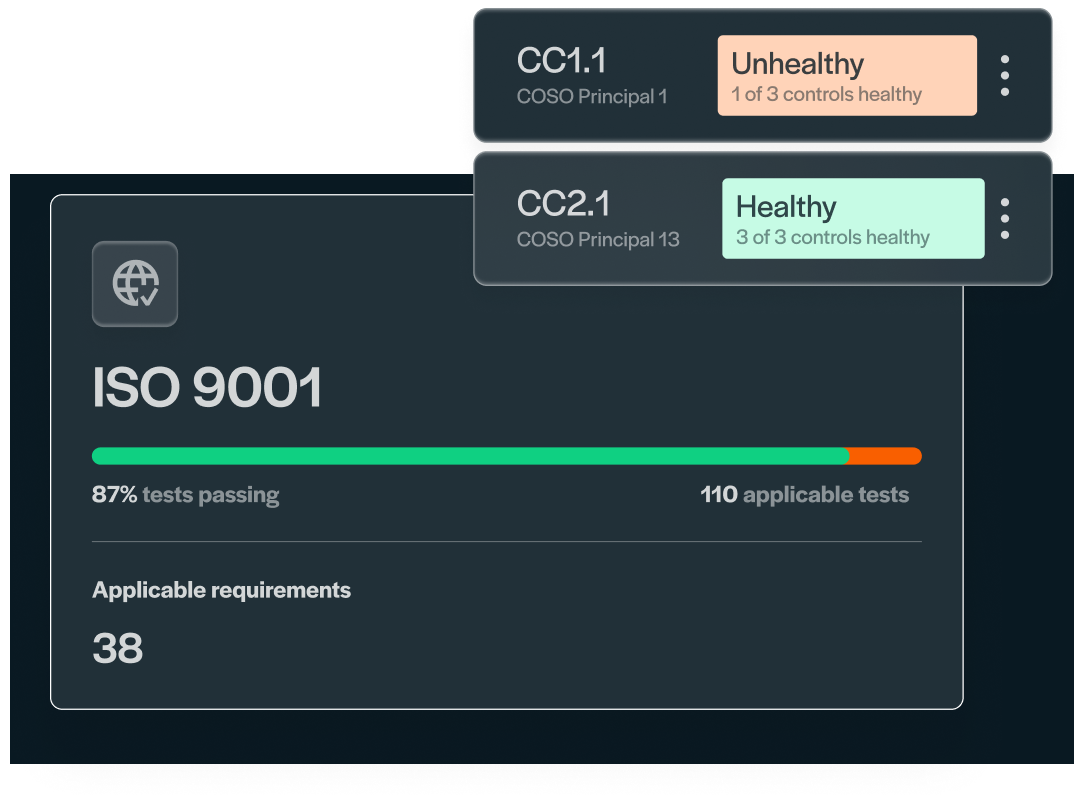 CC1.1
COSO Principal 1
Unhealthy
1 of 3 controls healthy
CC2.1
COSO Principal 13
Healthy
3 of 3 controls healthy
ISO 9001
87% tests passing
110 applicable tests
Applicable requirements
38